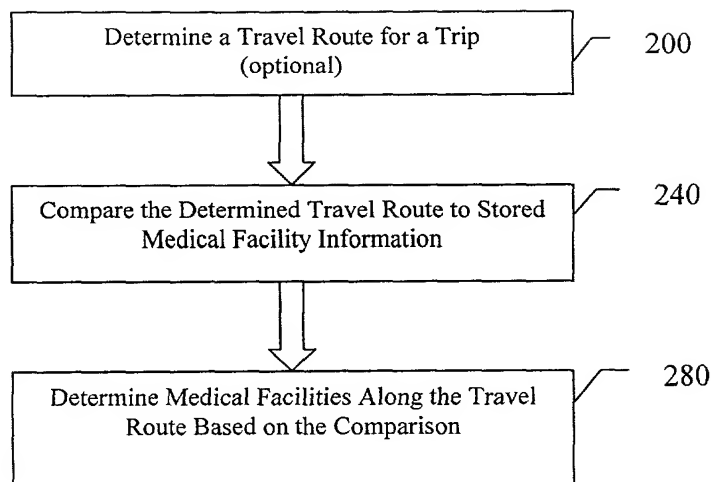 Determine a Travel Route for a Trip
(optional)
200
Compare the Determined Travel Route to Stored
Medical Facility Information
240
Determine Medical Facilities Along the Travel
Route Based on the Comparison
280